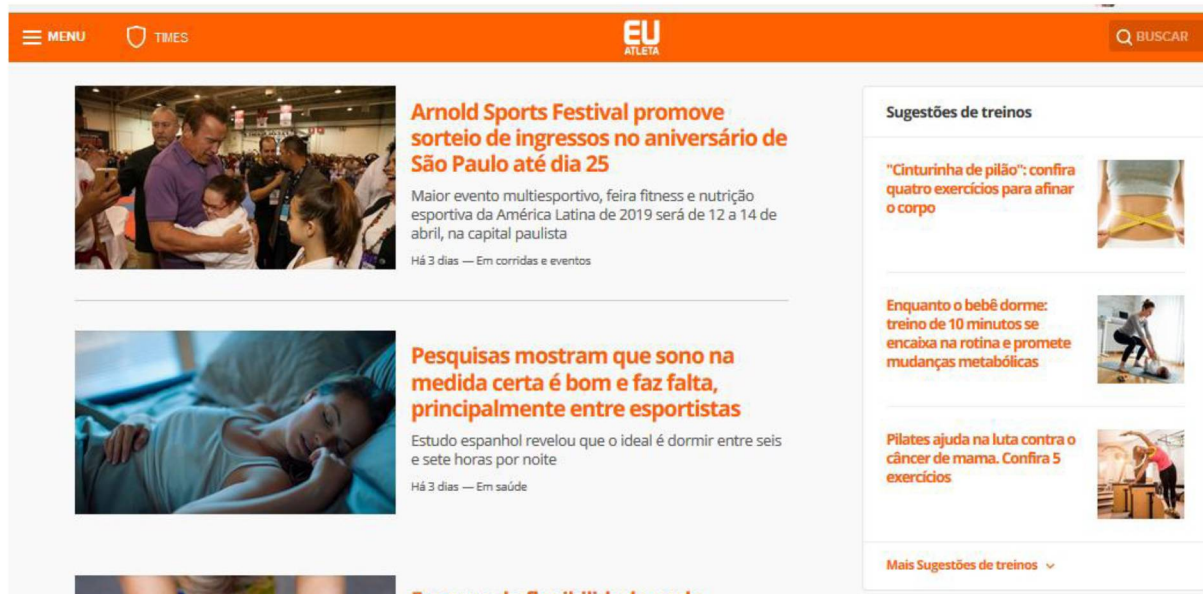 MENU
TIMES
EU
ATLETA
BUSCAR
Arnold Sports Festival promove
sorteio de ingressos no aniversário de
São Paulo até dia 25
Maior evento multiesportivo, feira fitness e nutrição
esportiva da América Latina de 2019 será de 12 a 14 de
abril, na capital paulista
Há 3 dias — Em corridas e eventos
Pesquisas mostram que sono na
medida certa é bom e faz falta,
principalmente entre esportistas
Estudo espanhol revelou que o ideal é dormir entre seis
e sete horas por noite
Há 3 dias — Em saúde
Sugestões de treinos
"Cinturinha de pilão": confira
quatro exercícios para afinar
o corpo
Enquanto o bebê dorme:
treino de 10 minutos se
encaixa na rotina e promete
mudanças metabólicas
Pilates ajuda na luta contra o
câncer de mama. Confira 5
exercícios
Mais Sugestões de treinos